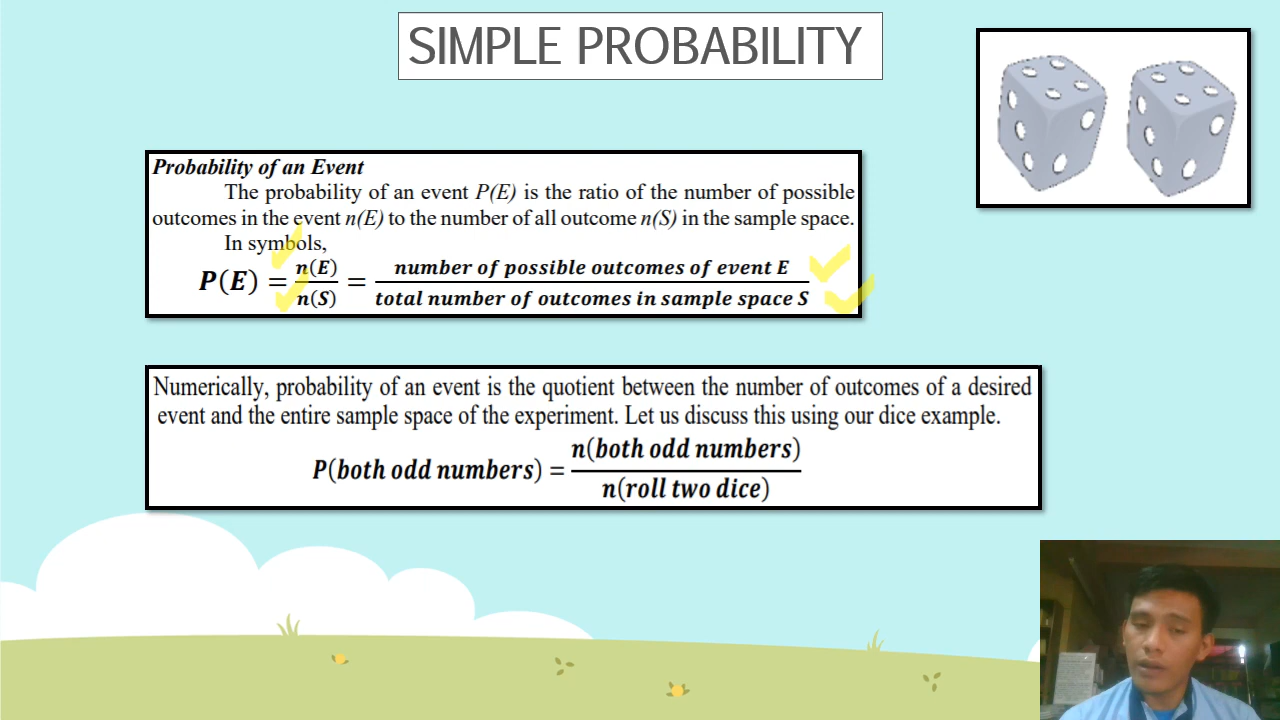 SIMPLE PROBABILITY
Probability of an Event
The probability of an event P(E) is the ratio of the number of possible
outcomes in the event n(E) to the number of all outcome n(S) in the sample space.
In symbols,
P(E) = n(E)/n(S) = number of possible outcomes of event E/total number of outcomes in sample space S
Numerically, probability of an event is the quotient between the number of outcomes of a desired
event and the entire sample space of the experiment. Let us discuss this using our dice example.
P(both odd numbers) = n(both odd numbers)/n(roll two dice)